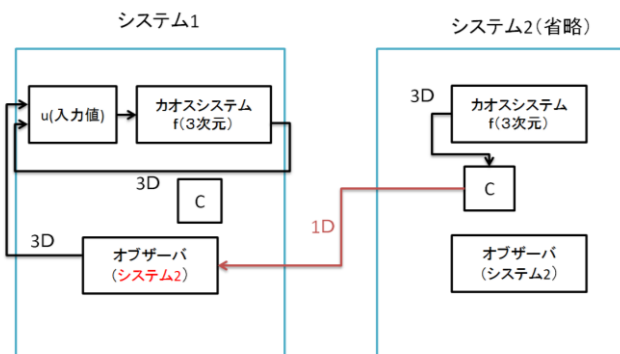 システム1
u(入力値)
カオスシステム
f(3次元)
3D
C
3D
オブザーバ
(システム2)
1D
システム2(省略)
3D
カオスシステム
f(3次元)
C
オブザーバ
(システム2)